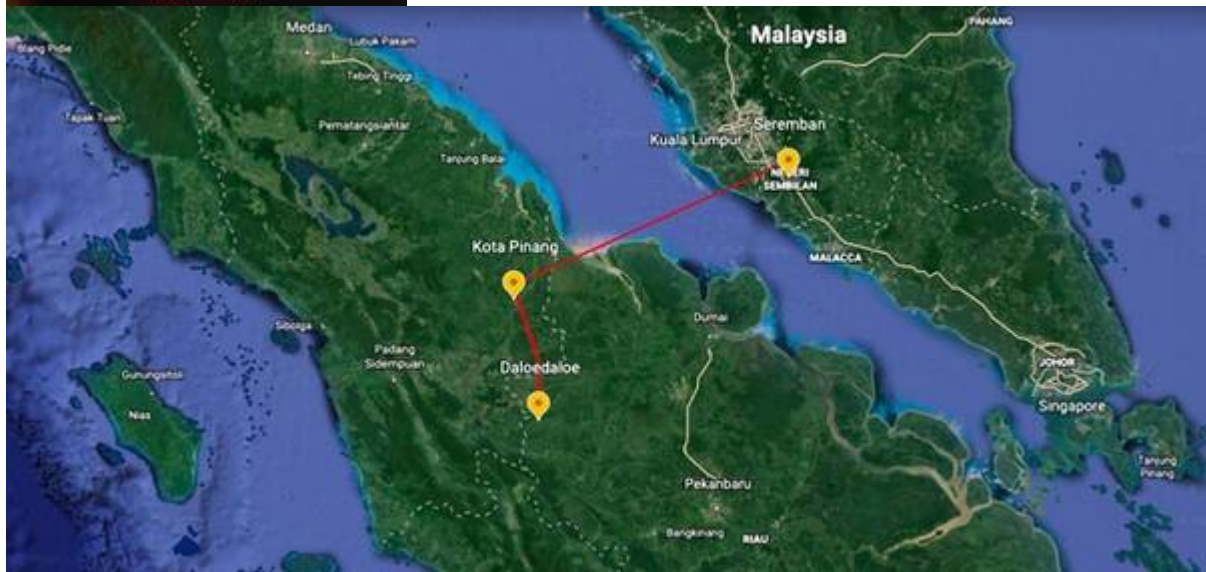 PAHANG
Medan
Malaysia
Lubuk Pakam
Blang Pidie
Tebing Tinggi
Tapak Tuan
Pematangsiantar
Seremban
Kuala Lumpur
Tanjung Balai
NEGERI
SEMBILAN
Kota Pinang
MALACCA
Sibolga
Dumai
Padang
Sidempuan
Daloedaloe
JOHOR
Gunungsitoli
Nias
Singapore
Tanjung
Pinang
Pekanbaru
Bangkinang
RIAU